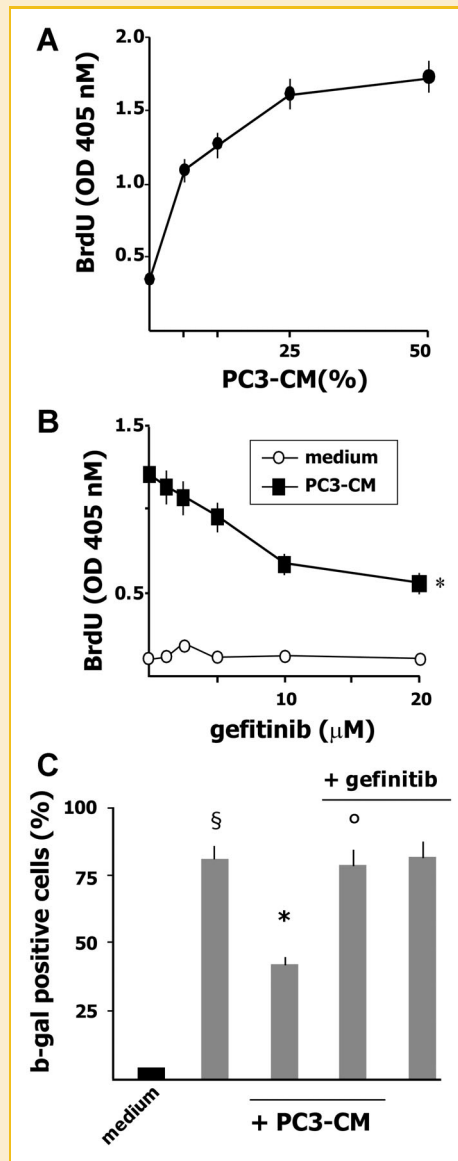 A
2.0
1.5
1.0
0.5
BrdU (OD 405 nM)
25 50
PC3-CM(%)
B
1.5
0.5
BrdU (OD 405 nM)
medium
PC3-CM
*
10 20
gefitinib (μM)
C
+ gefinitib
100
75
50
25
b-gal positive cells (%)
§
*
°
medium
+ PC3-CM